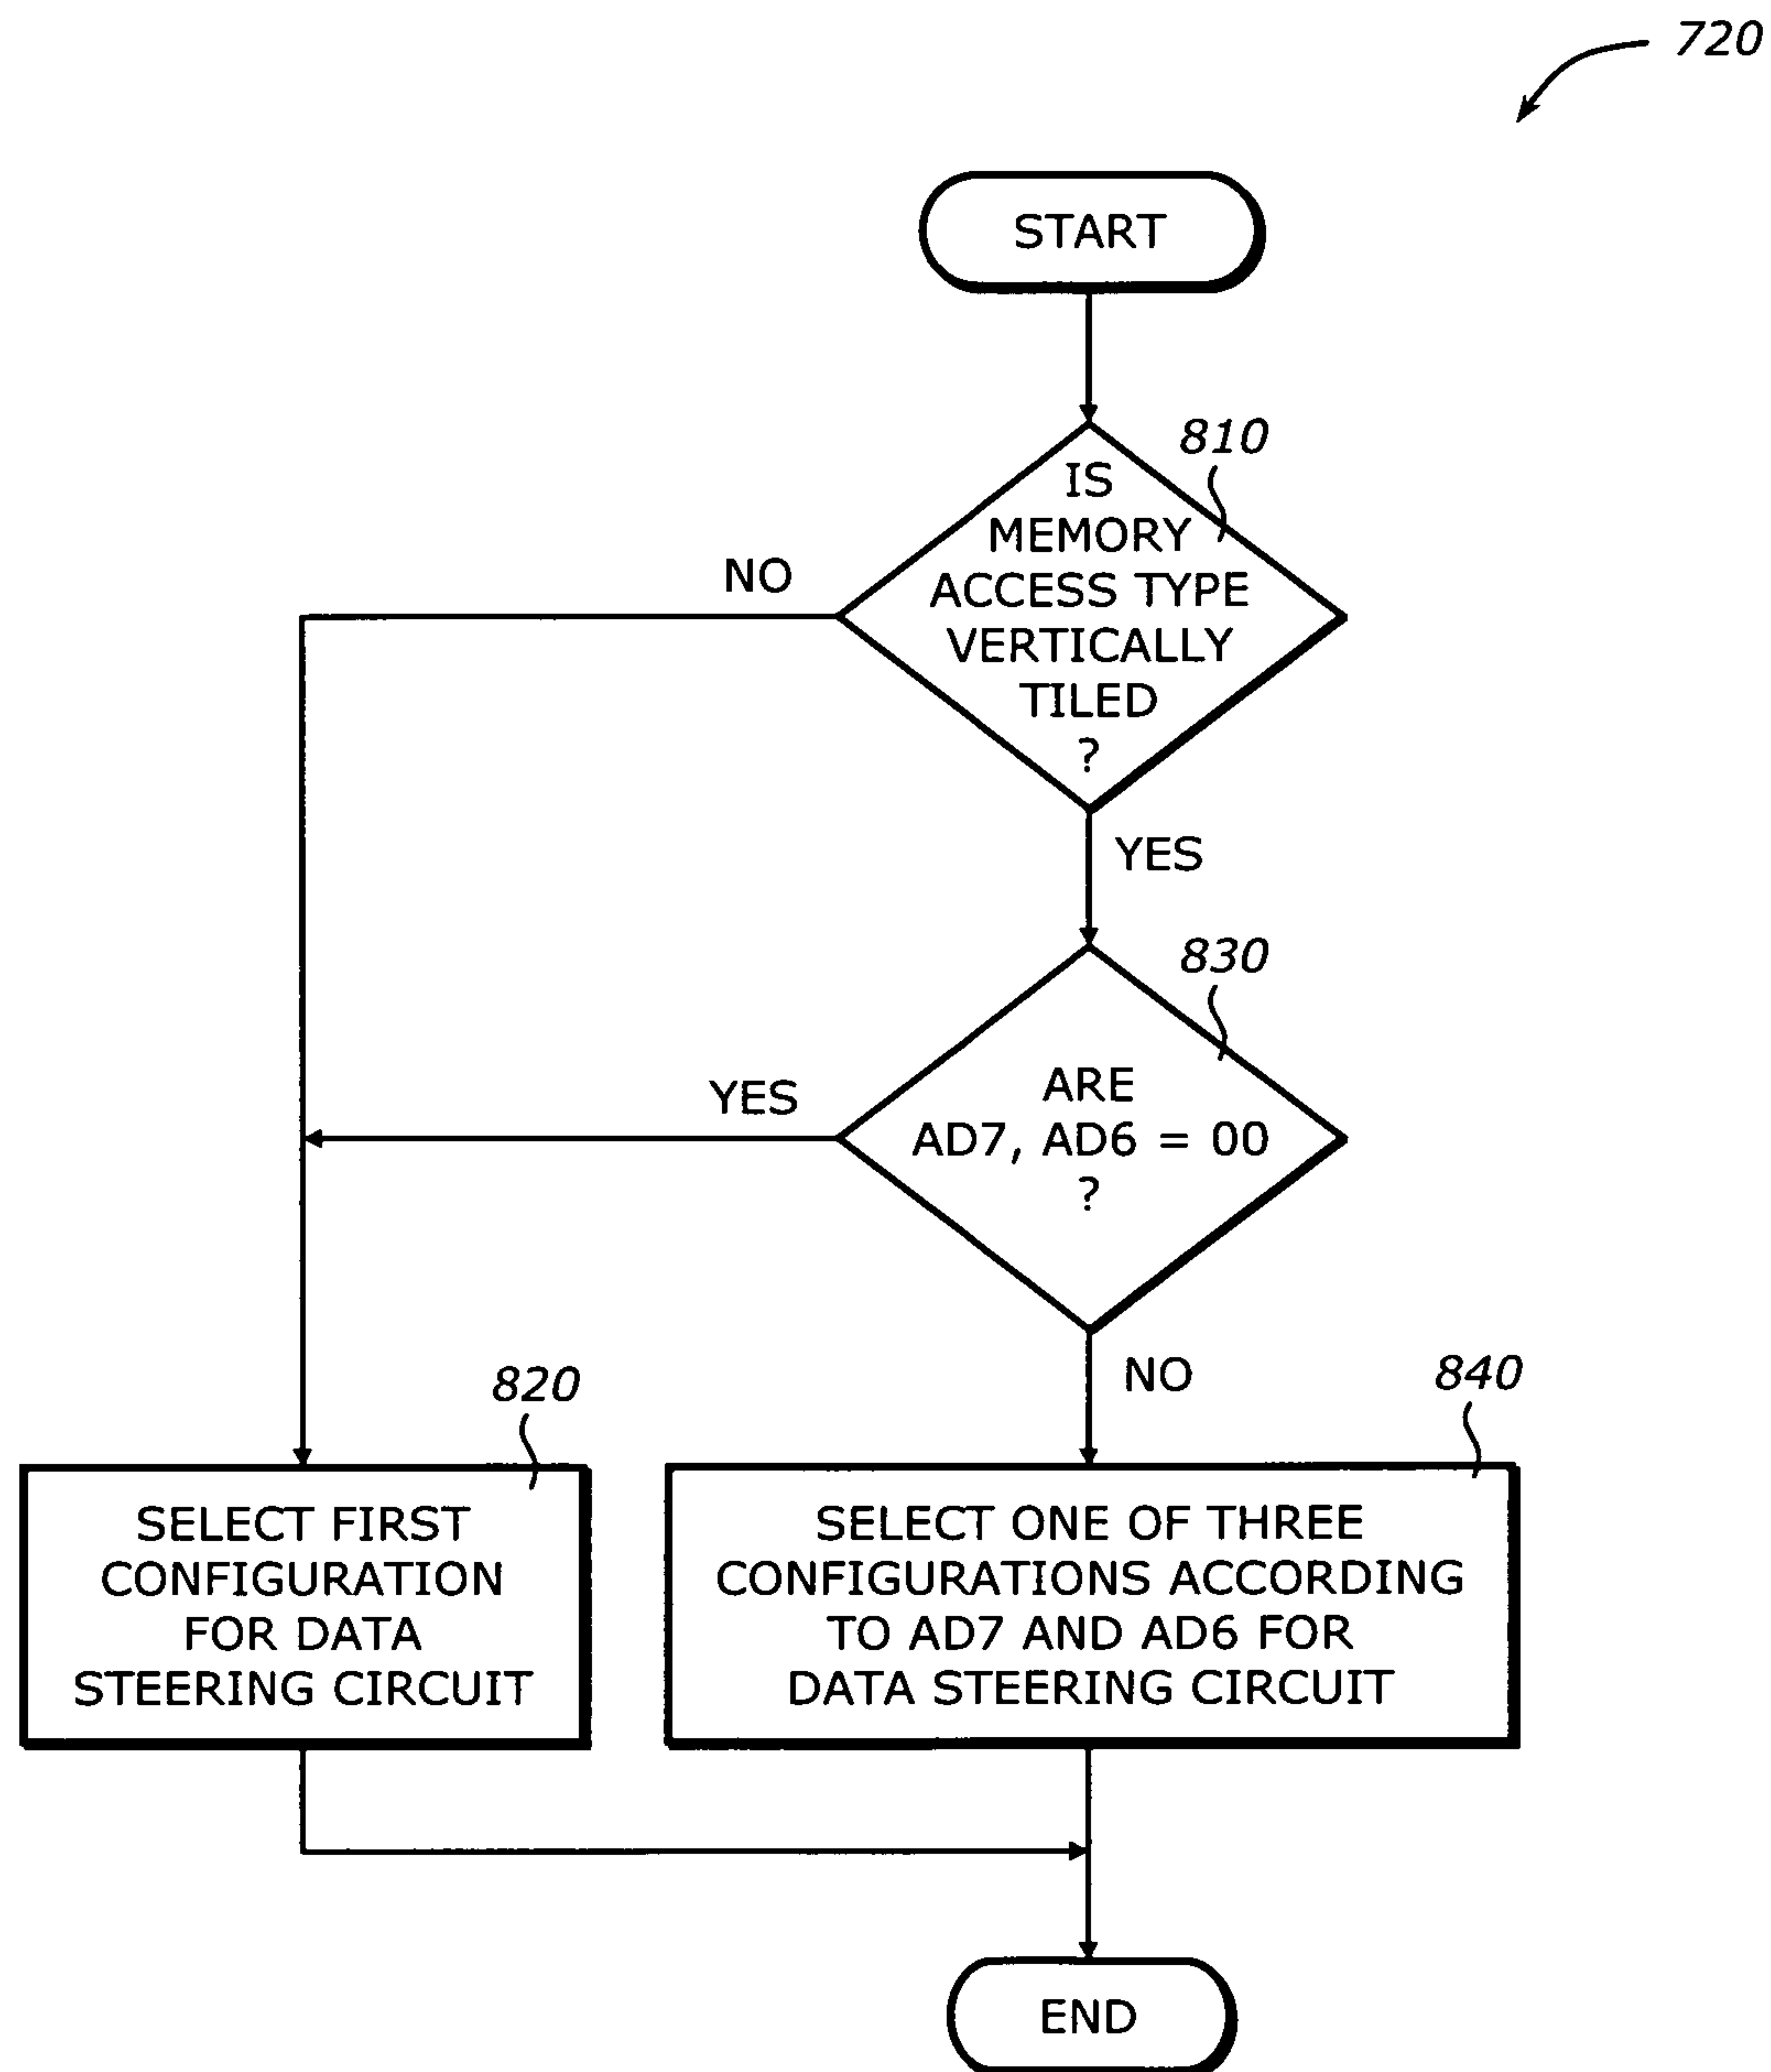 720
START
810
IS
MEMORY
ACCESS TYPE
VERTICALLY
TILED
?
NO
YES
830
ARE
AD7, AD6 = 00
?
YES
NO
820
SELECT FIRST
CONFIGURATION
FOR DATA
STEERING CIRCUIT
840
SELECT ONE OF THREE
CONFIGURATIONS ACCORDING
TO AD7 AND AD6 FOR
DATA STEERING CIRCUIT
END